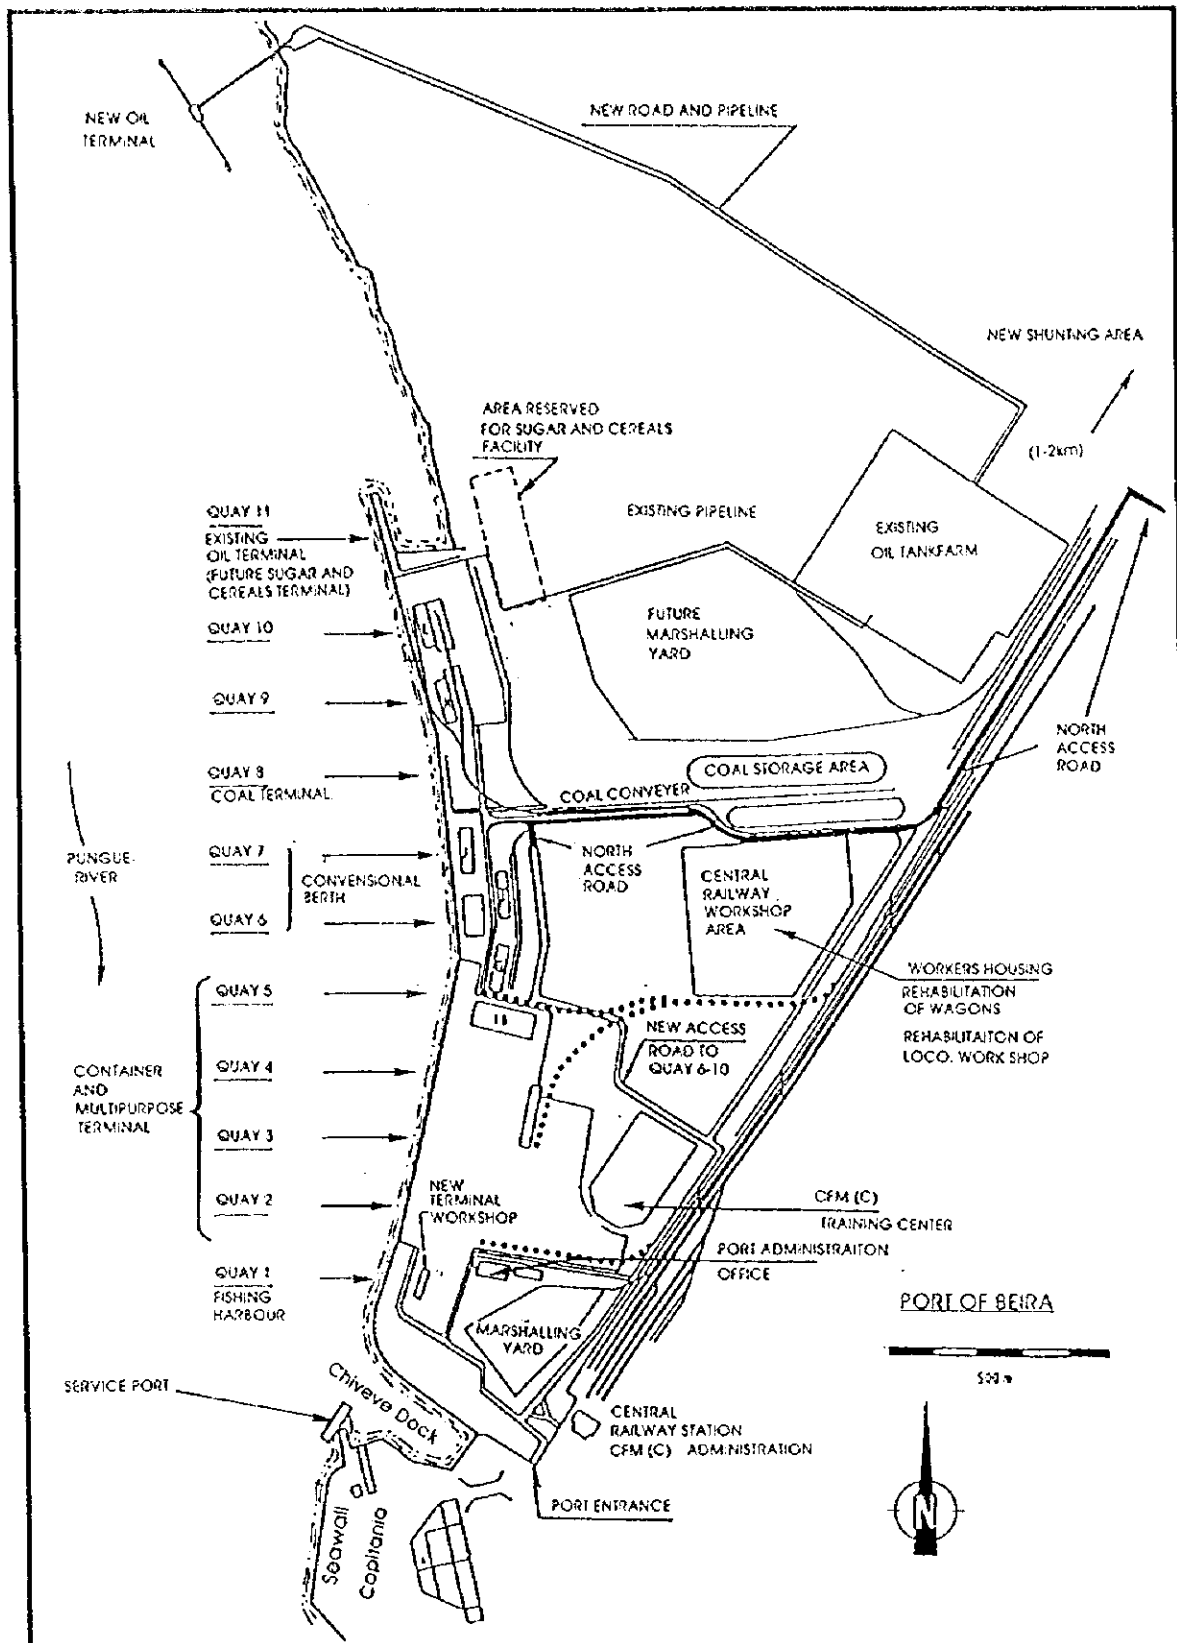 NEW OIL
TERMINAL
NEW ROAD AND PIPELINE
NEW SHUNTING AREA
(1-2km)
AREA RESERVED
FOR SUGAR AND CEREALS
FACILITY
EXISTING PIPELINE
EXISTING
OIL TANKFARM
QUAY 11
EXISTING
OIL TERMINAL
(FUTURE SUGAR AND
CEREALS TERMINAL)
QUAY 10
FUTURE
MARSHALLING
YARD
QUAY 9
NORTH
ACCESS
ROAD
QUAY 8
COAL TERMINAL
COAL STORAGE AREA
COAL CONVEYER
PUNGUE
RIVER
QUAY 7
CONVENSIONAL
BERTH
QUAY 6
NORTH
ACCESS
ROAD
CENTRAL
RAILWAY
WORKSHOP
AREA
WORKERS HOUSING
REHABILITATION
OF WAGONS
REHABILITAITON OF
LOCO. WORK SHOP
QUAY 5
NEW ACCESS
ROAD TO
QUAY 6-10
CONTAINER
AND
MULTIPURPOSE
TERMINAL
QUAY 4
QUAY 3
QUAY 2
NEW
TERMINAL
WORKSHOP
CFM (C)
TRAINING CENTER
PORT ADMINISTRAITON
OFFICE
QUAY 1
FISHING
HARBOUR
MARSHALLING
YARD
PORT OF BEIRA
500m
SERVICE PORT
Chiveve Dock
CENTRAL
RAILWAY STATION
CFM (C) ADMINISTRATION
PORT ENTRANCE
Seawall
Capitania
N